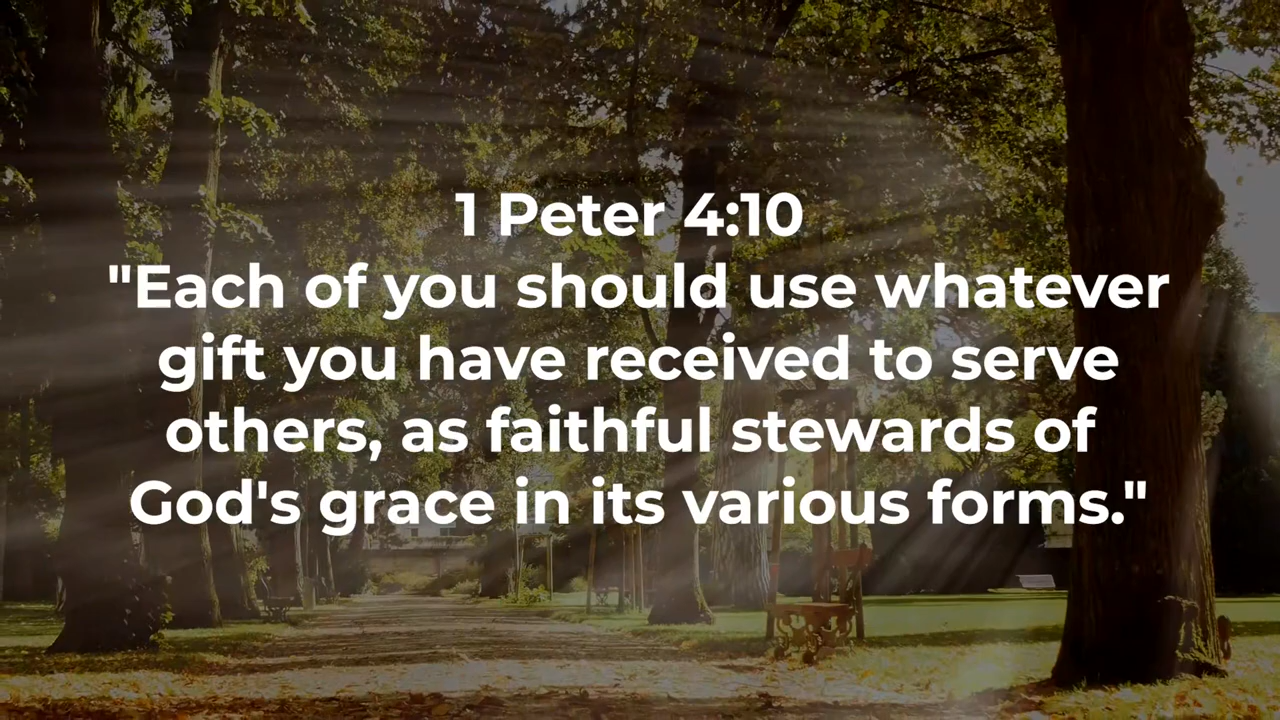 1 Peter 4:10
"Each of you should use whatever
gift you have received to serve
others, as faithful stewards of
God's grace in its various forms."